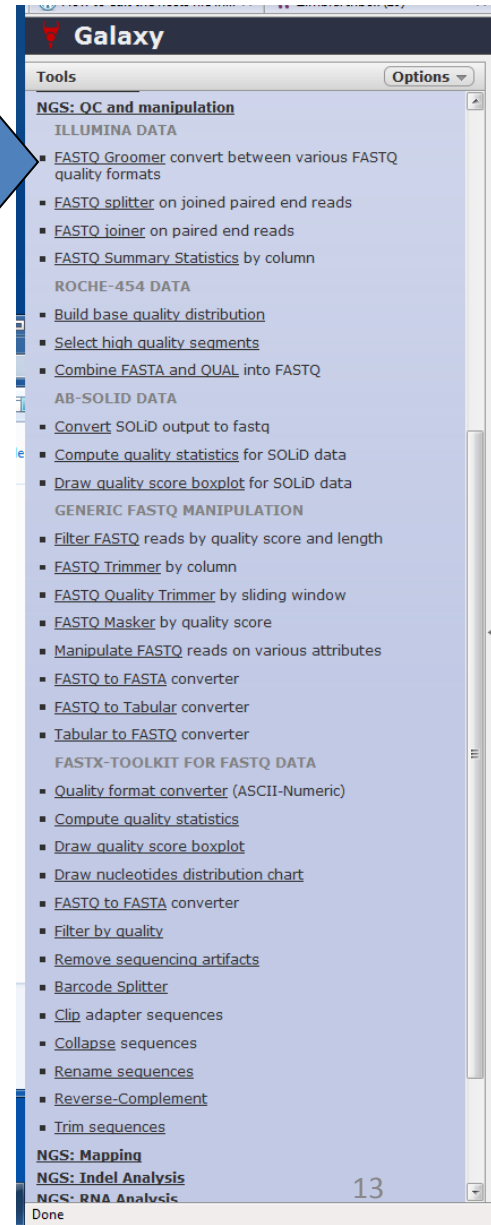 Galaxy
Tools
Options
NGS: QC and manipulation
ILLUMINA DATA
FASTQ Groomer convert between various FASTQ
quality formats
FASTQ splitter on joined paired end reads
FASTQ joiner on paired end reads
FASTQ Summary Statistics by column
ROCHE-454 DATA
Build base quality distribution
Select high quality segments
Combine FASTA and QUAL into FASTQ
AB-SOLID DATA
Convert SOLiD output to fastq
Compute quality statistics for SOLiD data
Draw quality score boxplot for SOLiD data
GENERIC FASTQ MANIPULATION
Filter FASTQ reads by quality score and length
FASTQ Trimmer by column
FASTQ Quality Trimmer by sliding window
FASTQ Masker by quality score
Manipulate FASTQ reads on various attributes
FASTQ to FASTA converter
FASTQ to Tabular converter
Tabular to FASTQ converter
FASTX-TOOLKIT FOR FASTQ DATA
Quality format converter (ASCII-Numeric)
Compute quality statistics
Draw quality score boxplot
Draw nucleotides distribution chart
FASTQ to FASTA converter
Filter by quality
Remove sequencing artifacts
Barcode Splitter
Clip adapter sequences
Collapse sequences
Rename sequences
Reverse-Complement
Trim sequences
NGS: Mapping
NGS: Indel Analysis
NGS: RNA Analysis
13
Done